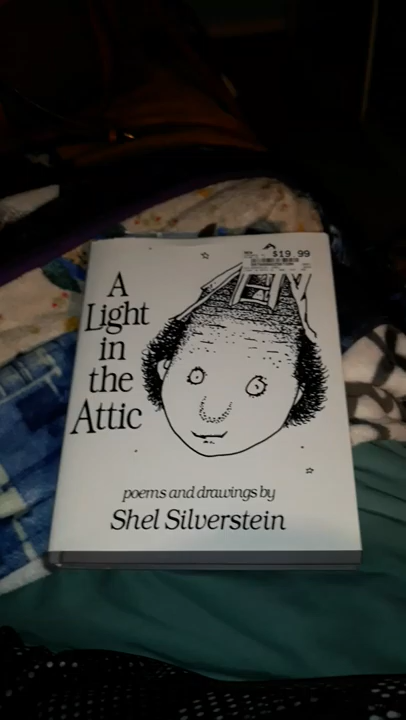 $19.99
A
Light
in
the
Attic
poems and drawings by
Shel Silverstein